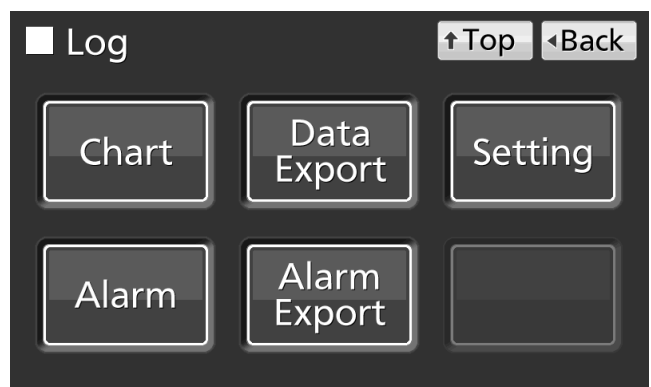 Log
↑Top
◂Back
Chart
Data
Export
Setting
Alarm
Alarm
Export